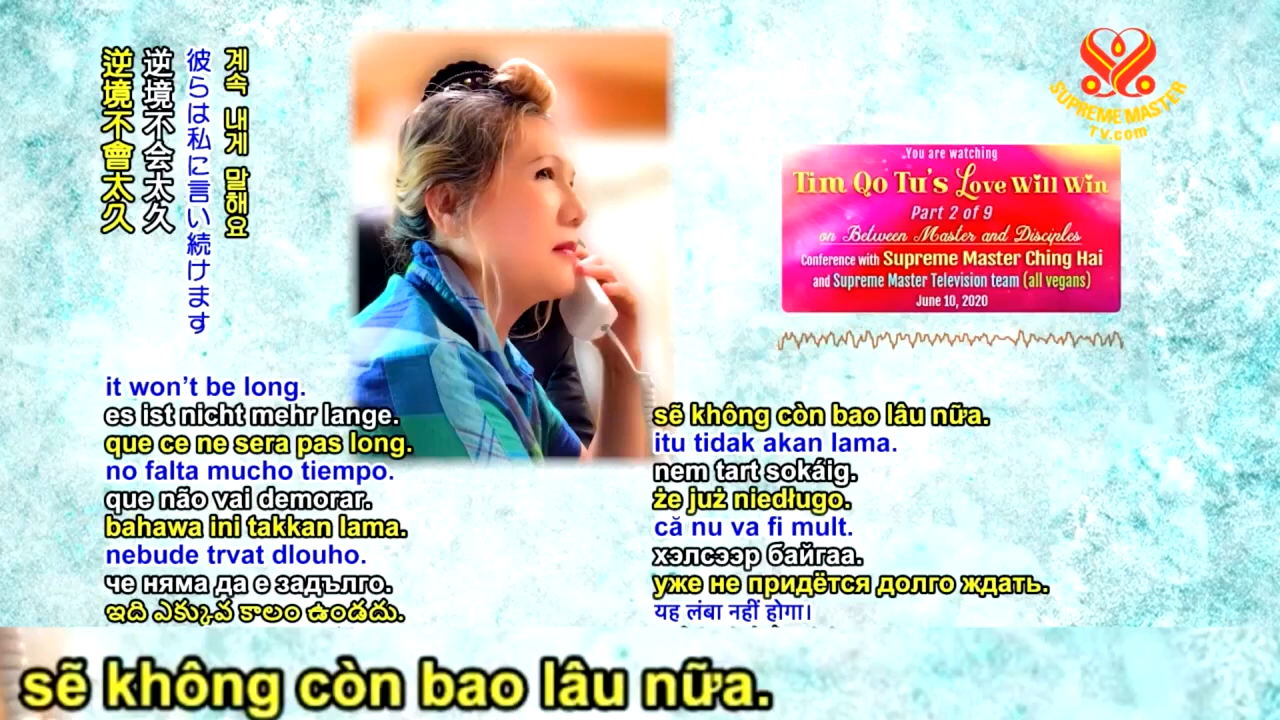 계속 내게 말해요
彼らは私に言い続けます
逆境不会太久
逆境不會太久
SUPREME MASTER
TV.com
You are watching
Tim Qo Tu's Love Will Win
Part 2 of 9
on Between Master and Disciples
Conference with Supreme Master Ching Hai
and Supreme Master Television team (all vegans)
June 10, 2020
it won't be long.
es ist nicht mehr lange.
que ce ne sera pas long.
no falta mucho tiempo.
que não vai demorar.
bahawa ini takkan lama.
nebude trvat dlouho.
че няма да е задълго.
ఇది ఎక్కువ కాలం ఉండదు.
sẽ không còn bao lâu nữa.
itu tidak akan lama.
nem tart sokáig.
że już niedługo.
că nu va fi mult.
хэлсээр байгаа.
уже не придётся долго ждать.
यह लंबा नहीं होगा।
sẽ không còn bao lâu nữa.